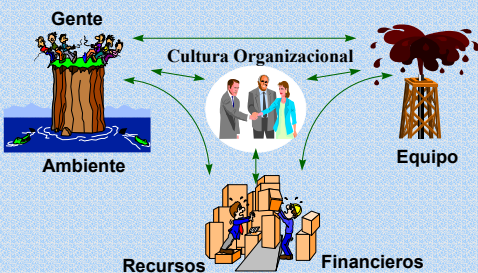 Gente
Cultura Organizacional
Ambiente
Equipo
Recursos
Financieros